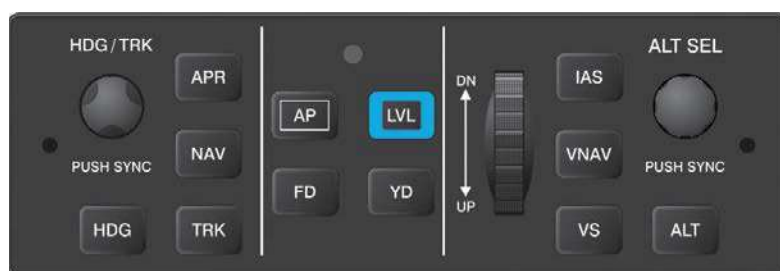 HDG/TRK
APR
PUSH SYNC
NAV
HDG
TRK
AP
LVL
FD
YD
DN
UP
IAS
VNAV
VS
ALT SEL
PUSH SYNC
ALT